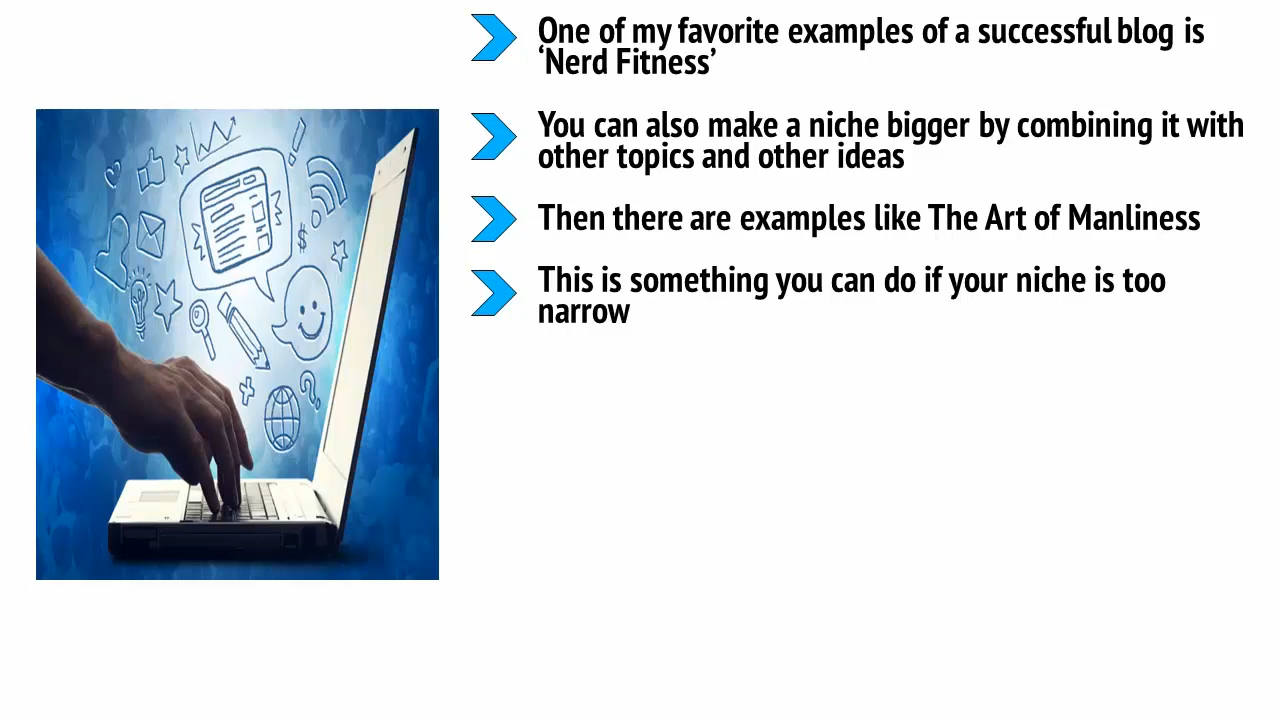 One of my favorite examples of a successful blog is
‘Nerd Fitness’
You can also make a niche bigger by combining it with
other topics and other ideas
Then there are examples like The Art of Manliness
This is something you can do if your niche is too
narrow